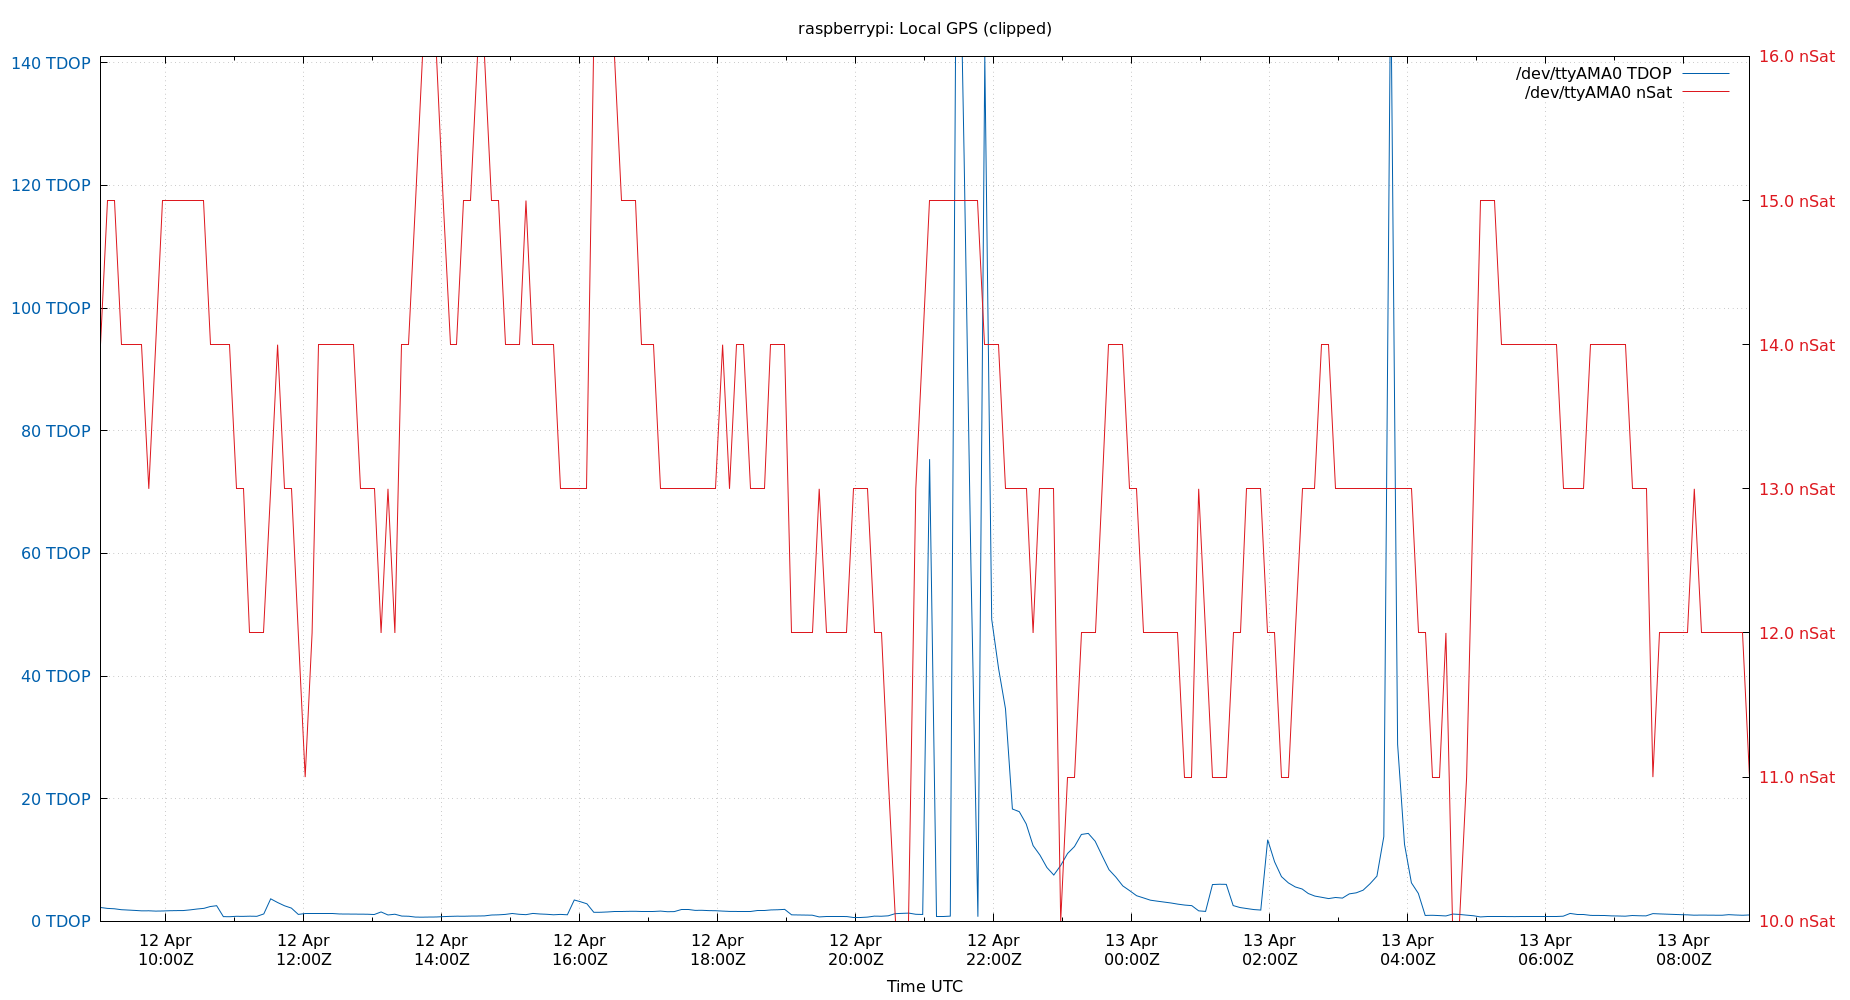 raspberrypi: Local GPS (clipped)
140 TDOP
120 TDOP
100 TDOP
80 TDOP
60 TDOP
40 TDOP
20 TDOP
0 TDOP
16.0 nSat
15.0 nSat
14.0 nSat
13.0 nSat
12.0 nSat
11.0 nSat
10.0 nSat
/dev/ttyAMA0 TDOP
/dev/ttyAMA0 nSat
12 Apr 12 Apr 12 Apr 12 Apr 12 Apr 12 Apr 12 Apr 13 Apr 13 Apr 13 Apr 13 Apr 13 Apr
10:00Z 12:00Z 14:00Z 16:00Z 18:00Z 20:00Z 22:00Z 00:00Z 02:00Z 04:00Z 06:00Z 08:00Z
Time UTC